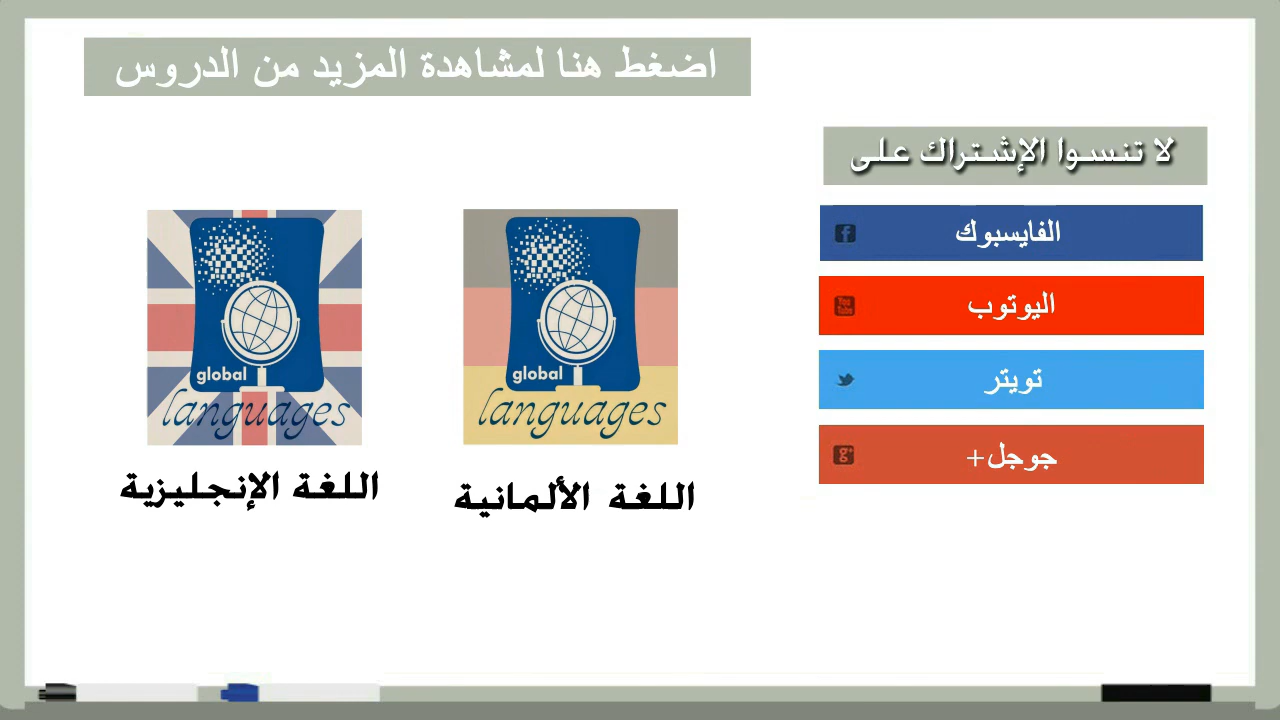 اضغط هنا لمشاهدة المزيد من الدروس
لا تنسوا الإشتراك على
الفايسبوك
اليوتوب
تويتر
جوجل+
global
languages
اللغة الألمانية
global
languages
اللغة الإنجليزية